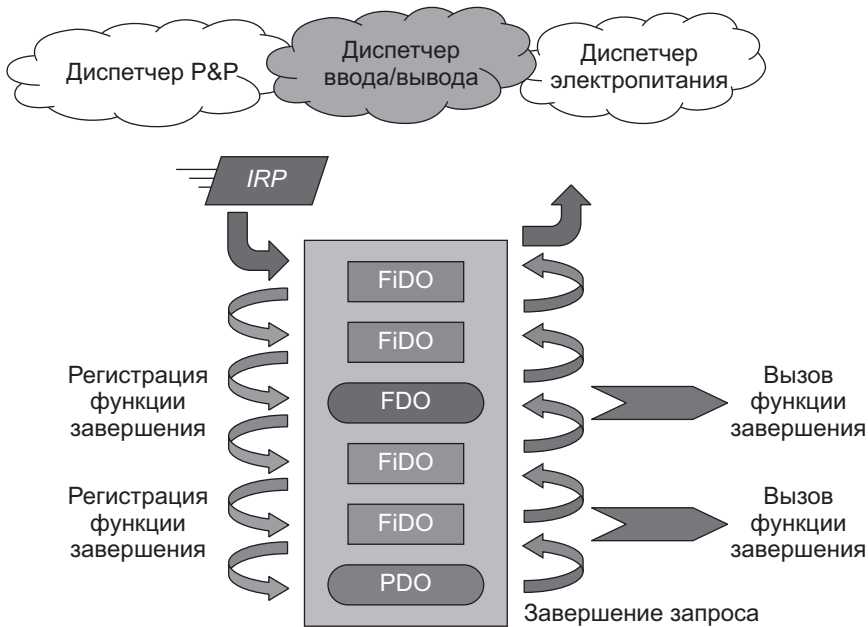 Диспетчер P&P
Диспетчер
ввода/вывода
Диспетчер
электропитания
IRP
FiDO
FiDO
Регистрация
функции
завершения
FDO
Вызов
функции
завершения
FiDO
Регистрация
функции
завершения
FiDO
Вызов
функции
завершения
PDO
Завершение запроса